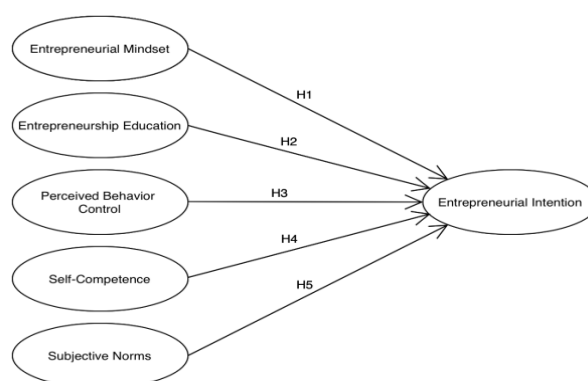 Entrepreneurial Mindset
H1
Entrepreneurship Education
H2
Perceived Behavior
Control
H3
Entrepreneurial Intention
H4
Self-Competence
H5
Subjective Norms